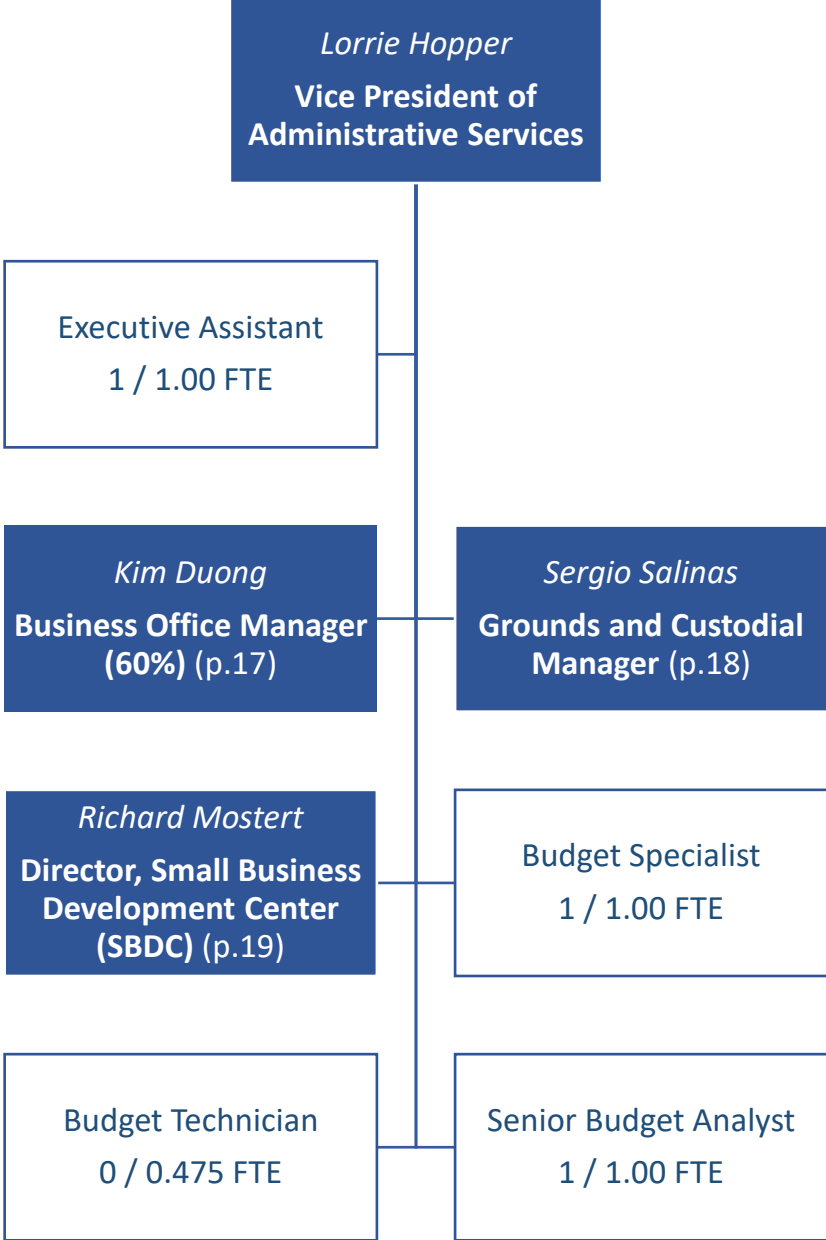 Lorrie Hopper
Vice President of
Administrative Services
Executive Assistant
1 / 1.00 FTE
Kim Duong
Business Office Manager
(60%) (p.17)
Sergio Salinas
Grounds and Custodial
Manager (p.18)
Richard Mostert
Director, Small Business
Development Center
(SBDC) (p.19)
Budget Specialist
1 / 1.00 FTE
Budget Technician
0 / 0.475 FTE
Senior Budget Analyst
1 / 1.00 FTE